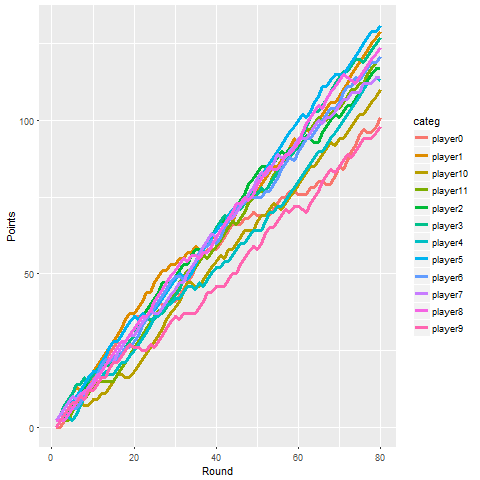 Points
100
50
0
0
20
40
60
80
Round
categ
player0
player1
player10
player11
player2
player3
player4
player5
player6
player7
player8
player9